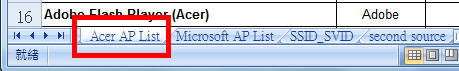 16 Adobe Flash Player (Acer) Adobe
Acer AP List Microsoft AP List SSID_SVID second source
就緒